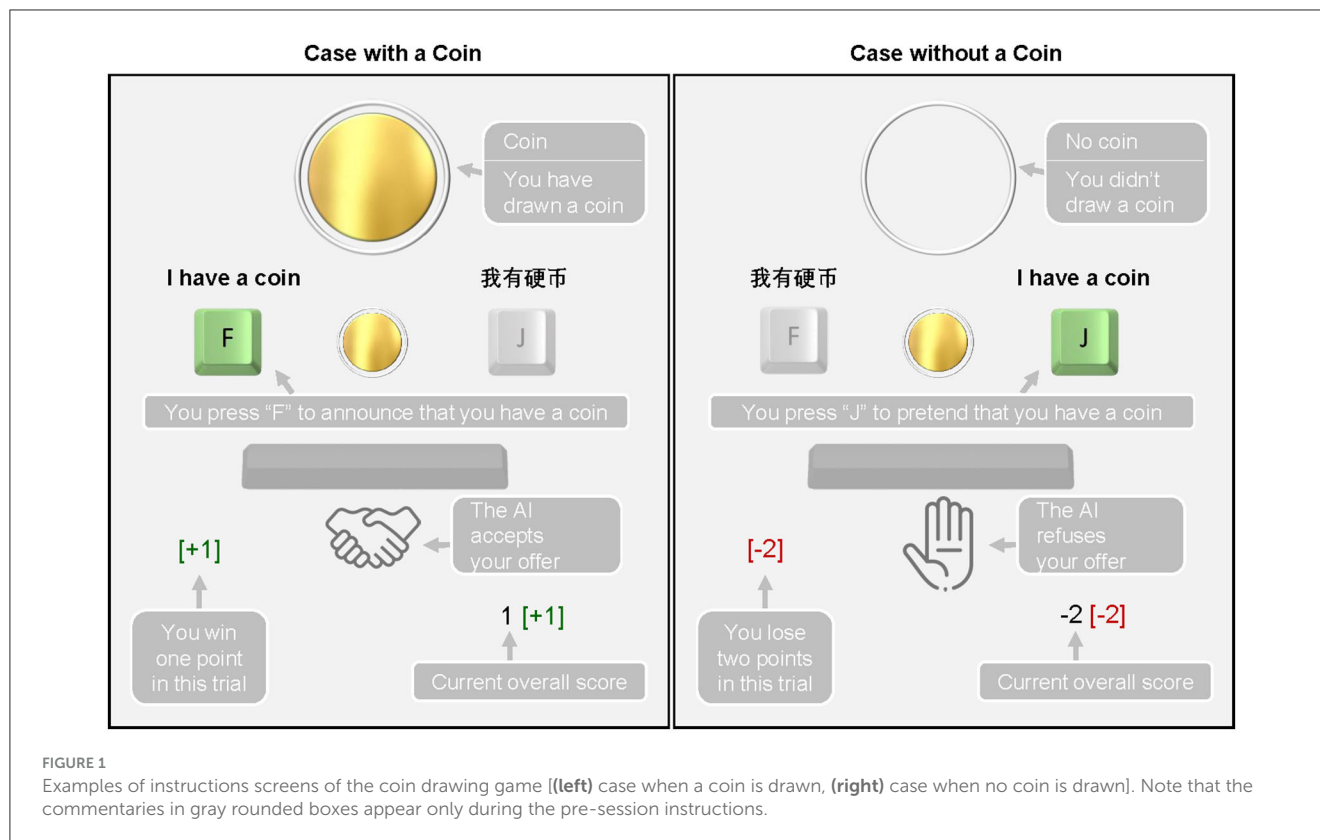 Case with a Coin
Coin
You have
drawn a coin
I have a coin
我有硬币
F
J
You press “F” to announce that you have a coin
The AI
accepts
your offer
[+1]
1 [+1]
You win
one point
in this trial
Current overall score
Case without a Coin
No coin
You didn’t
draw a coin
我有硬币
I have a coin
F
J
You press “J” to pretend that you have a coin
The AI
refuses
your offer
[-2]
-2 [-2]
You lose
two points
in this trial
Current overall score
FIGURE 1
Examples of instructions screens of the coin drawing game [(left) case when a coin is drawn, (right) case when no coin is drawn]. Note that the
commentaries in gray rounded boxes appear only during the pre-session instructions.